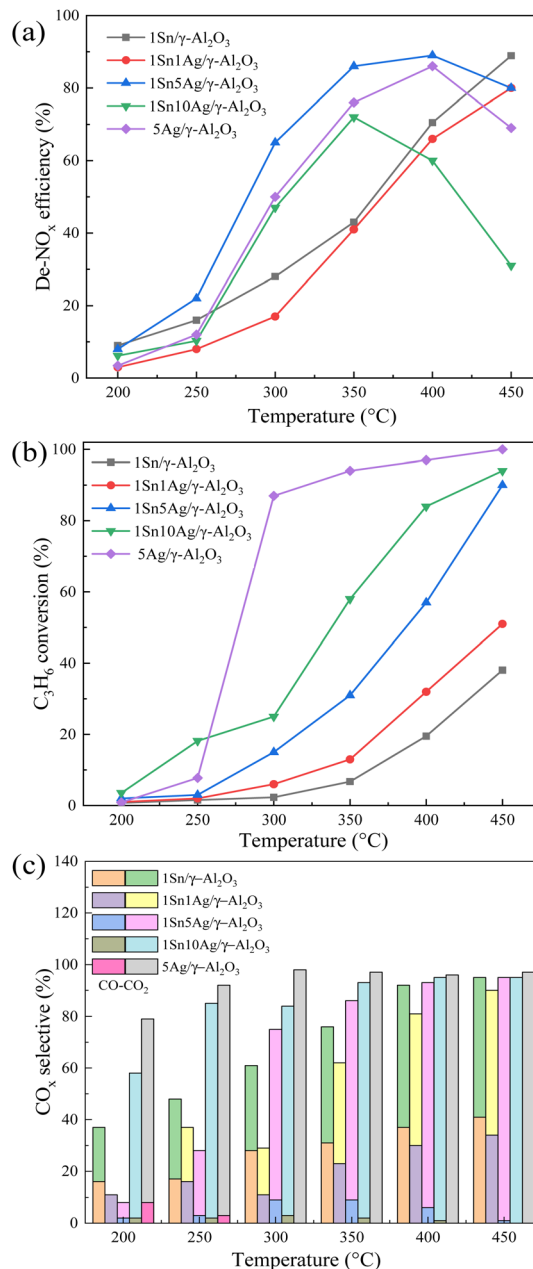 (a)
100
80
60
40
20
0
De-NOₓ efficiency (%)
1Sn/γ-Al₂O₃
1Sn1Ag/γ-Al₂O₃
1Sn5Ag/γ-Al₂O₃
1Sn10Ag/γ-Al₂O₃
5Ag/γ-Al₂O₃
200 250 300 350 400 450
Temperature (°C)
(b)
100
80
60
40
20
0
C₃H₆ conversion (%)
1Sn/γ-Al₂O₃
1Sn1Ag/γ-Al₂O₃
1Sn5Ag/γ-Al₂O₃
1Sn10Ag/γ-Al₂O₃
5Ag/γ-Al₂O₃
200 250 300 350 400 450
Temperature (°C)
(c)
140
120
100
80
60
40
20
0
COₓ selective (%)
1Sn/γ–Al₂O₃
1Sn1Ag/γ–Al₂O₃
1Sn5Ag/γ–Al₂O₃
1Sn10Ag/γ–Al₂O₃
5Ag/γ–Al₂O₃
CO-CO₂
200 250 300 350 400 450
Temperature (°C)